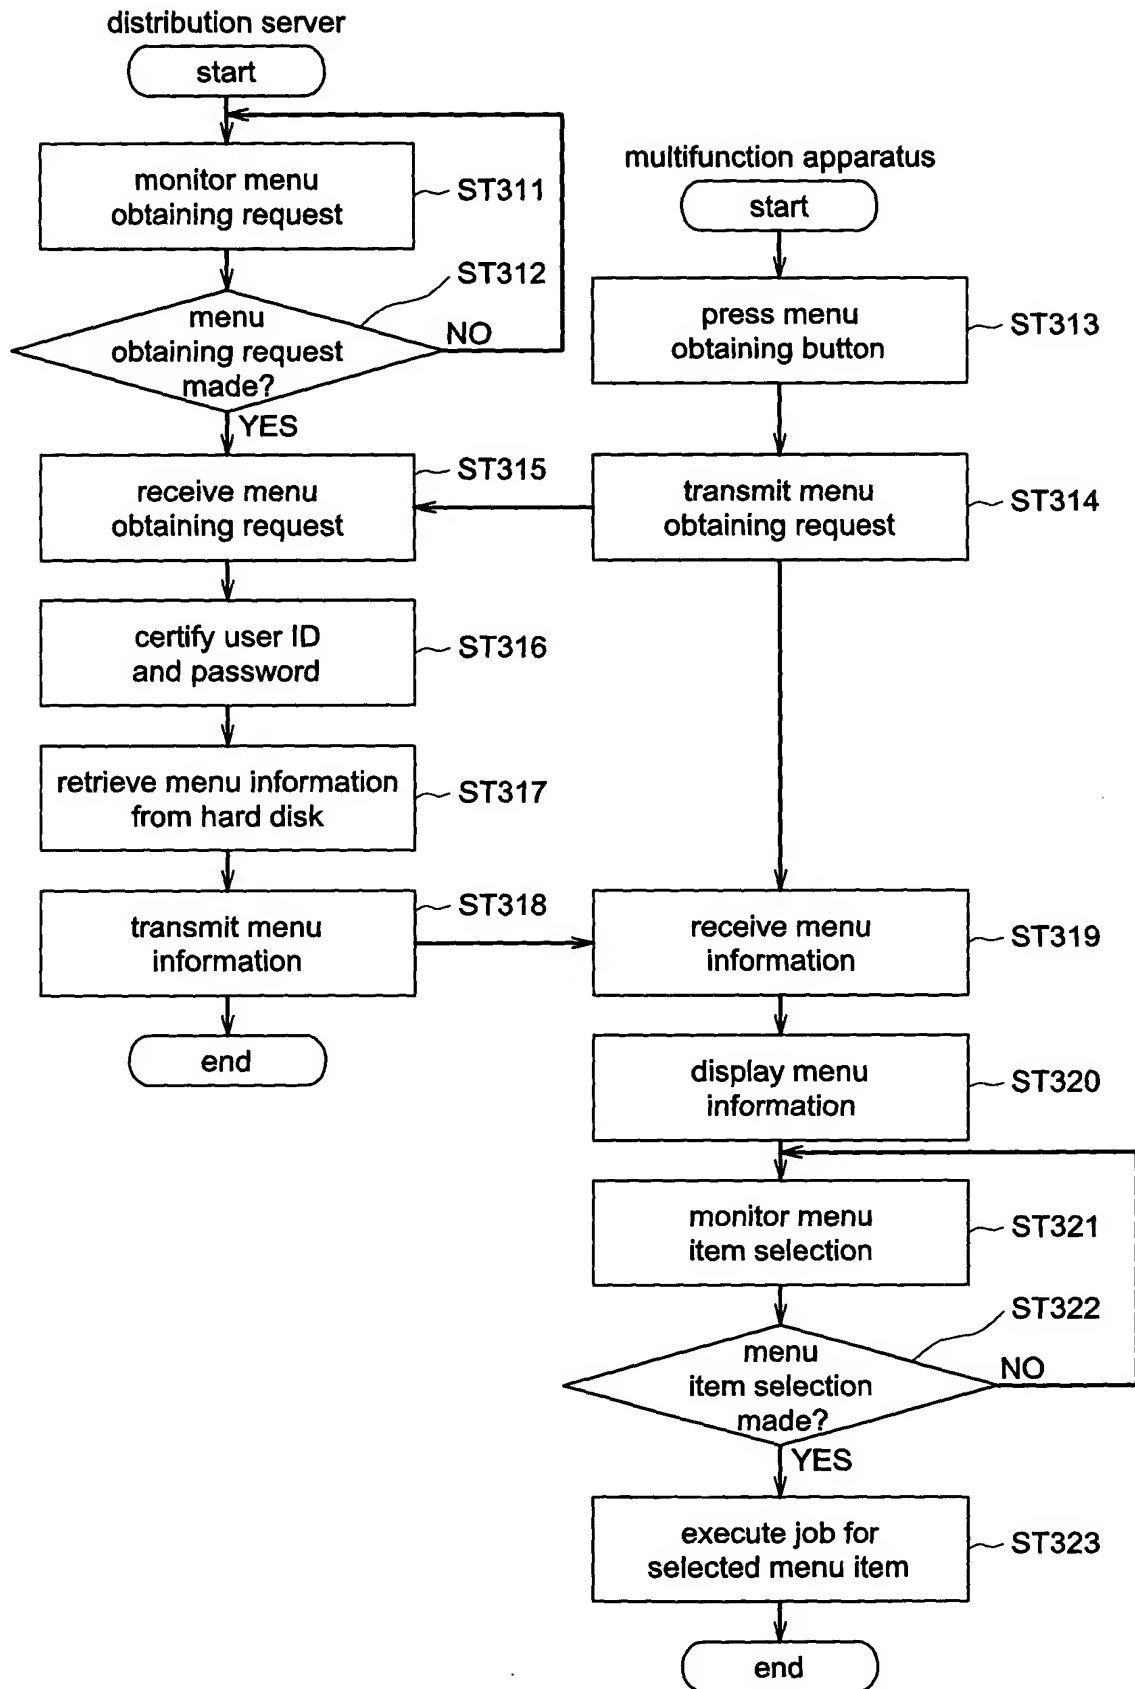 distribution server
start
monitor menu
obtaining request
ST311
ST312
menu
obtaining request
made?
NO
YES
receive menu
obtaining request
ST315
certify user ID
and password
ST316
retrieve menu information
from hard disk
ST317
transmit menu
information
ST318
end
multifunction apparatus
start
press menu
obtaining button
ST313
transmit menu
obtaining request
ST314
receive menu
information
ST319
display menu
information
ST320
monitor menu
item selection
ST321
ST322
menu
item selection
made?
NO
YES
execute job for
selected menu item
ST323
end